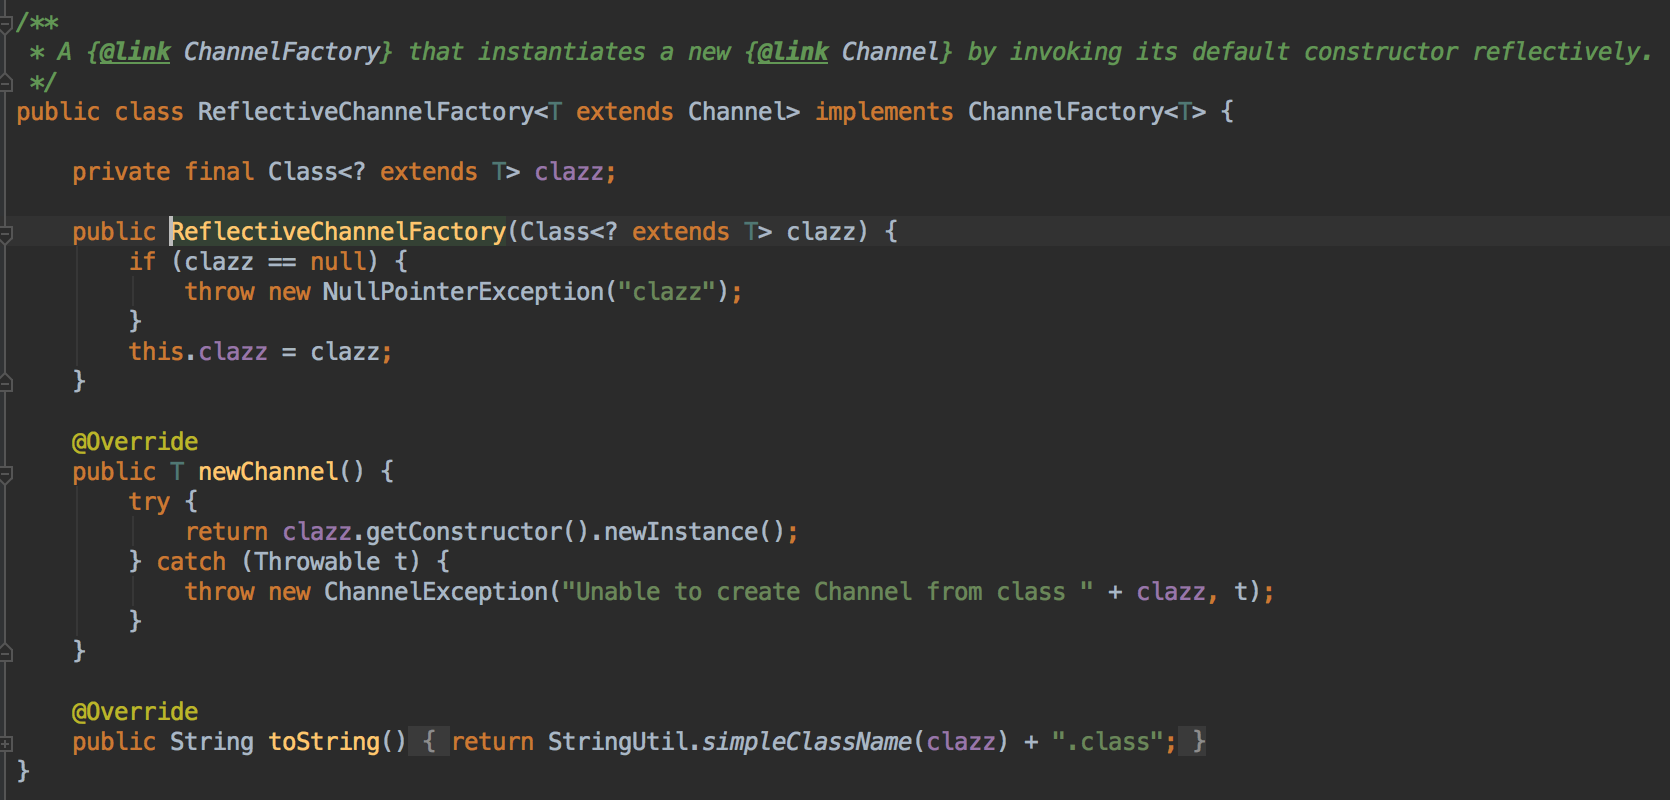 /**
 * A {@link ChannelFactory} that instantiates a new {@link Channel} by invoking its default constructor reflectively.
 */
public class ReflectiveChannelFactory<T extends Channel> implements ChannelFactory<T> {

    private final Class<? extends T> clazz;

    public ReflectiveChannelFactory(Class<? extends T> clazz) {
        if (clazz == null) {
            throw new NullPointerException("clazz");
        }
        this.clazz = clazz;
    }

    @Override
    public T newChannel() {
        try {
            return clazz.getConstructor().newInstance();
        } catch (Throwable t) {
            throw new ChannelException("Unable to create Channel from class " + clazz, t);
        }
    }

    @Override
    public String toString() { return StringUtil.simpleClassName(clazz) + ".class"; }
}